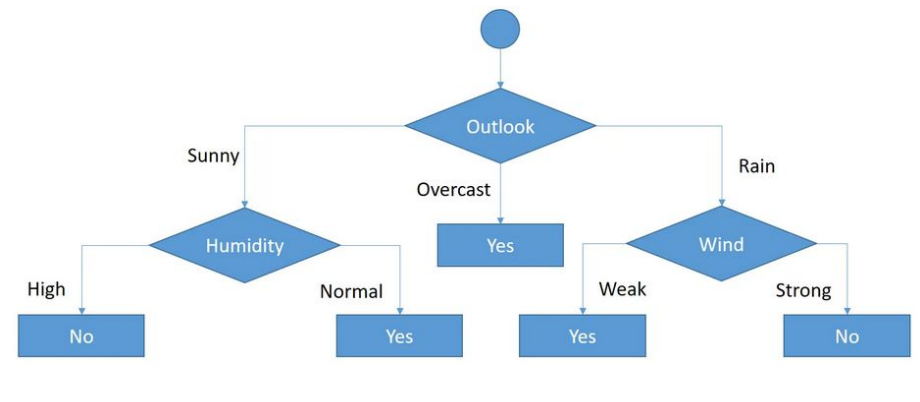 Outlook
Sunny
Overcast
Rain
Humidity
Yes
Wind
High
Normal
Weak
Strong
No
Yes
Yes
No